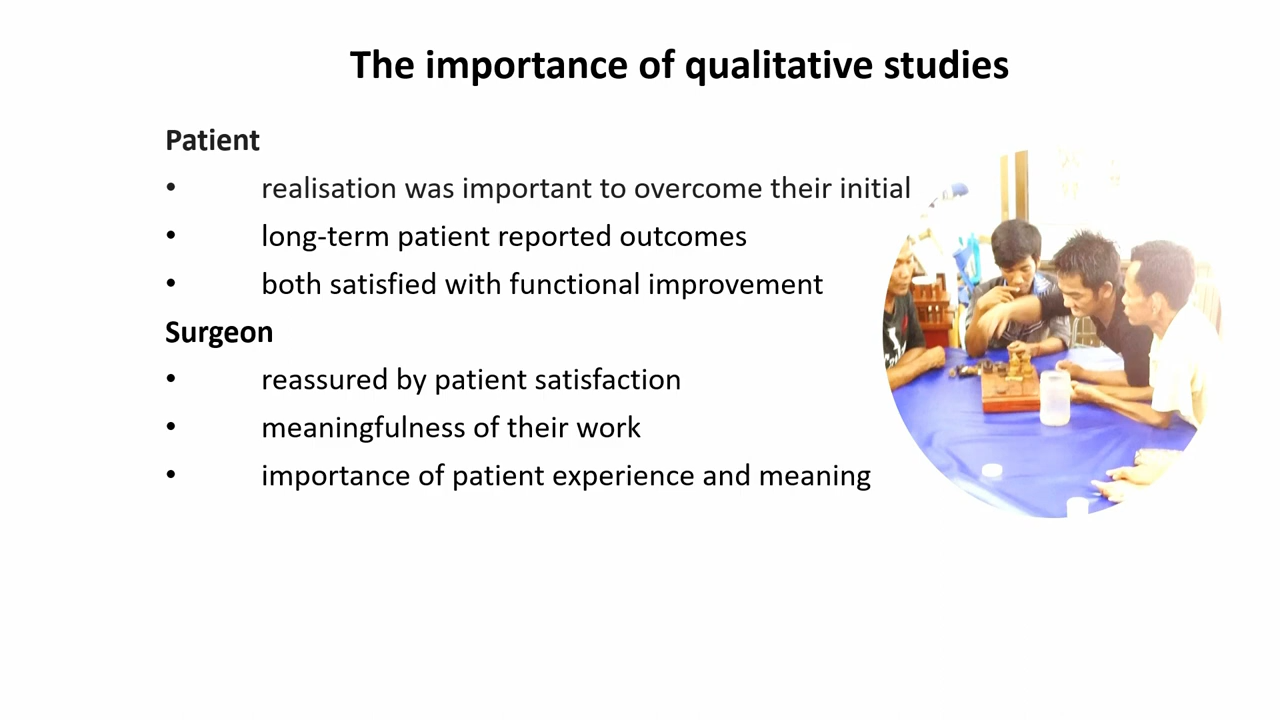 The importance of qualitative studies
Patient
• realisation was important to overcome their initial
• long-term patient reported outcomes
• both satisfied with functional improvement
Surgeon
• reassured by patient satisfaction
• meaningfulness of their work
• importance of patient experience and meaning